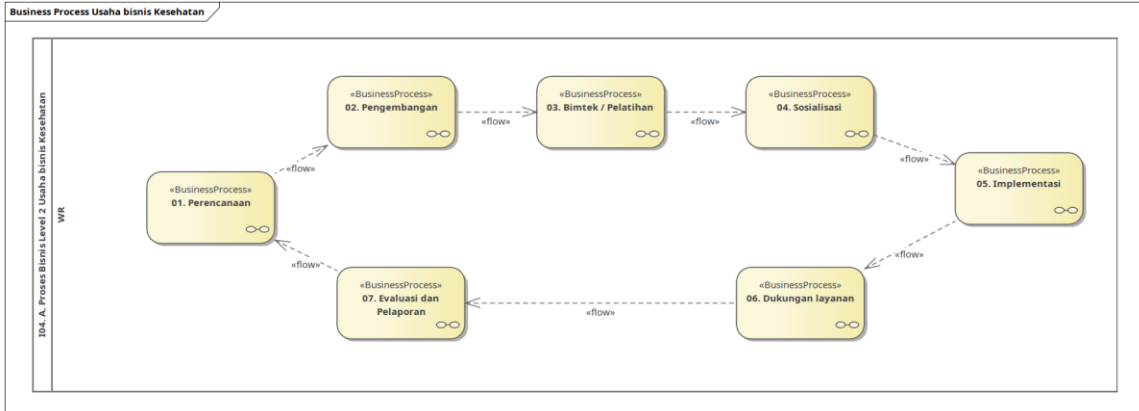 Business Process Usaha bisnis Kesehatan
I04. A. Proses Bisnis Level 2 Usaha bisnis Kesehatan
WR
«BusinessProcess»
02. Pengembangan
«flow»
«BusinessProcess»
03. Bimtek / Pelatihan
«flow»
«BusinessProcess»
04. Sosialisasi
«flow»
«BusinessProcess»
05. Implementasi
«flow»
«BusinessProcess»
01. Perencanaan
«flow»
«BusinessProcess»
06. Dukungan layanan
«flow»
«BusinessProcess»
07. Evaluasi dan
Pelaporan
«flow»